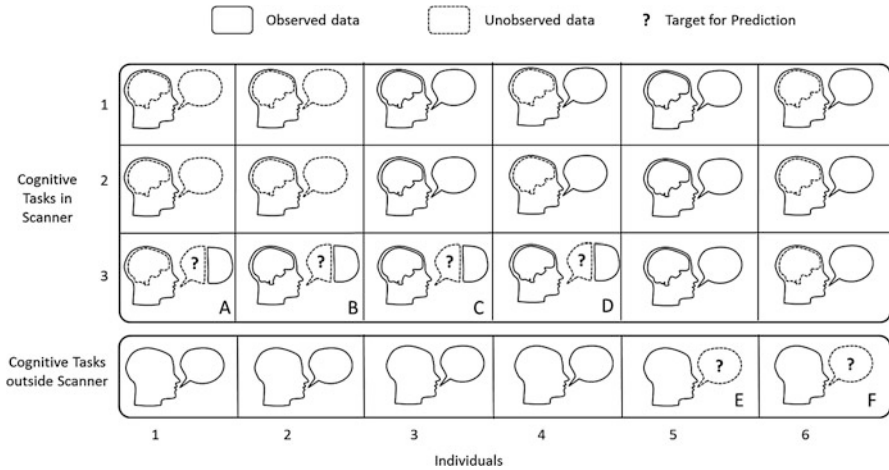 Observed data
Unobserved data
? Target for Prediction
1
Cognitive
Tasks in
Scanner
2
3
? A
? B
? C
? D
Cognitive Tasks
outside Scanner
? E
? F
1 2 3 4 5 6
Individuals